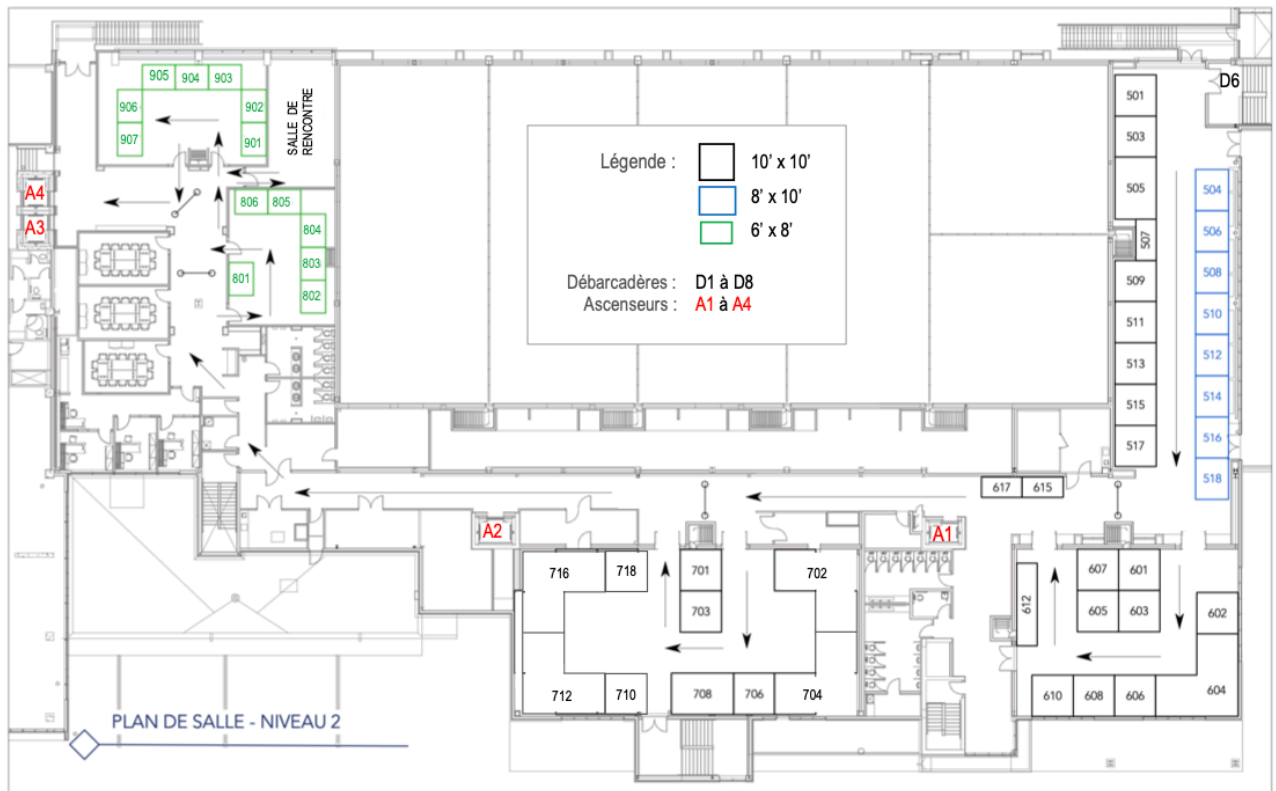 905 904 903
906 902
907 901
SALLE DE
RENCONTRE
A4
A3
806 805
804
803
801
802
Légende :
10' x 10'
8' x 10'
6' x 8'
Débarcadères : D1 à D8
Ascenseurs : A1 à A4
D6
501
503
505
507
509
511
513
515
517
504
506
508
510
512
514
516
518
617 615
A2
A1
716 718 701 702
703
712 710 708 706 704
607 601
612
605 603 602
610 608 606 604
PLAN DE SALLE - NIVEAU 2